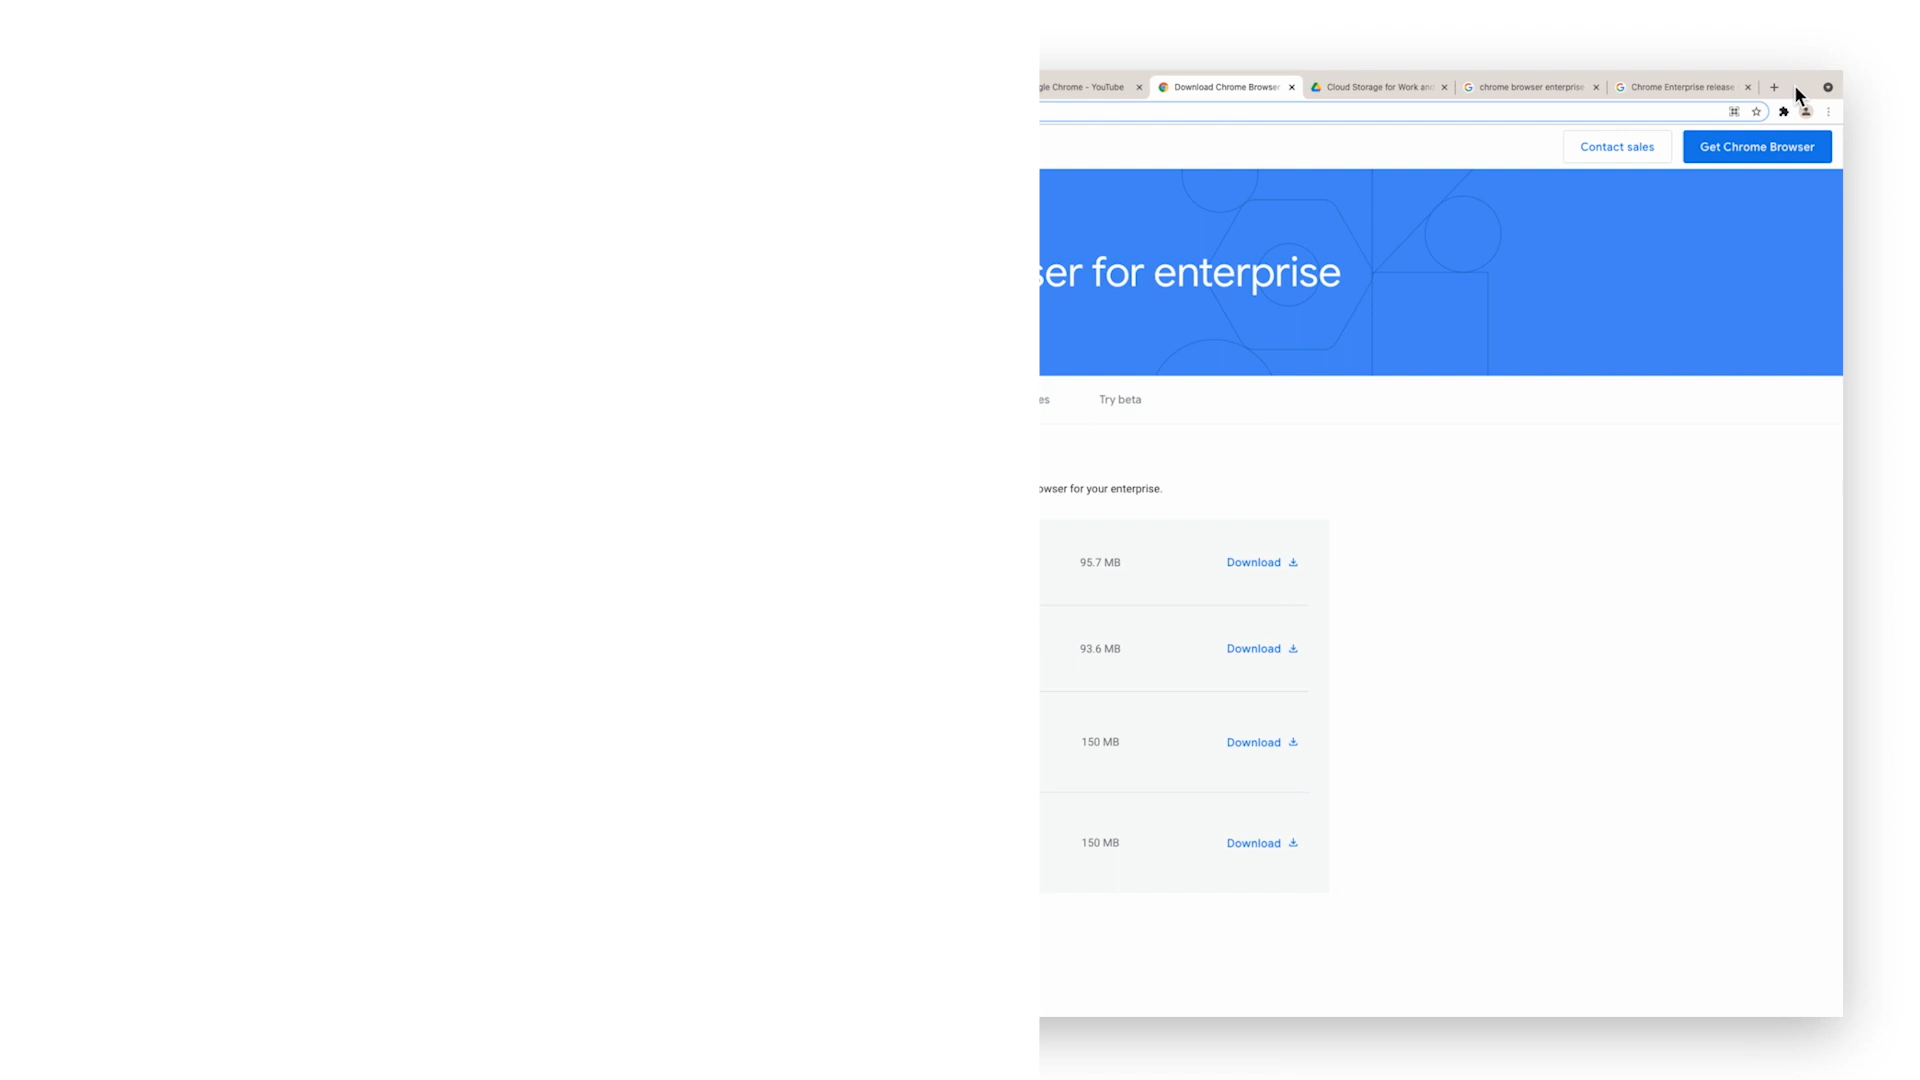 gle Chrome - YouTube
Download Chrome Browser
Cloud Storage for Work and
chrome browser enterprise
Chrome Enterprise release
Contact sales
Get Chrome Browser
ser for enterprise
es
Try beta
owser for your enterprise.
95.7 MB
Download
93.6 MB
Download
150 MB
Download
150 MB
Download